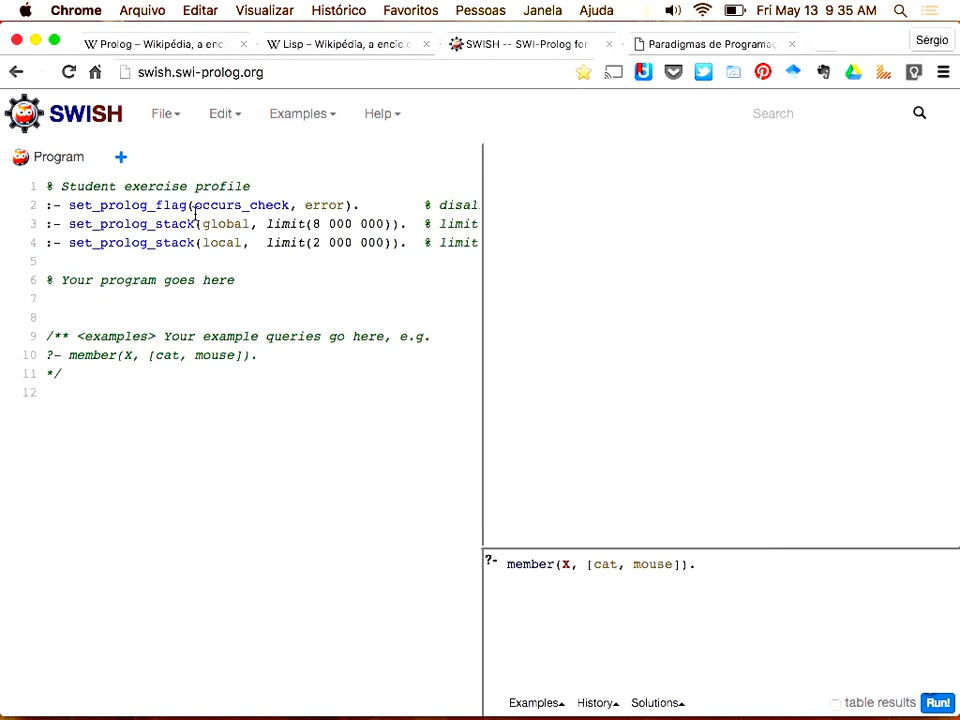 Chrome Arquivo Editar Visualizar Histórico Favoritos Pessoas Janela Ajuda Fri May 13 9:35 AM
Prolog – Wikipédia, a enc
Lisp – Wikipédia, a encic
SWISH -- SWI-Prolog for
Paradigmas de Programaç
Sérgio
swish.swi-prolog.org
SWISH File Edit Examples Help Search
Program
1 % Student exercise profile
2 :- set_prolog_flag(occurs_check, error). % disal
3 :- set_prolog_stack(global, limit(8 000 000)). % limit
4 :- set_prolog_stack(local, limit(2 000 000)). % limit
5
6 % Your program goes here
7
8
9 /** <examples> Your example queries go here, e.g.
10 ?- member(X, [cat, mouse]).
11 */
12
?- member(X, [cat, mouse]).
Examples History Solutions table results Run!